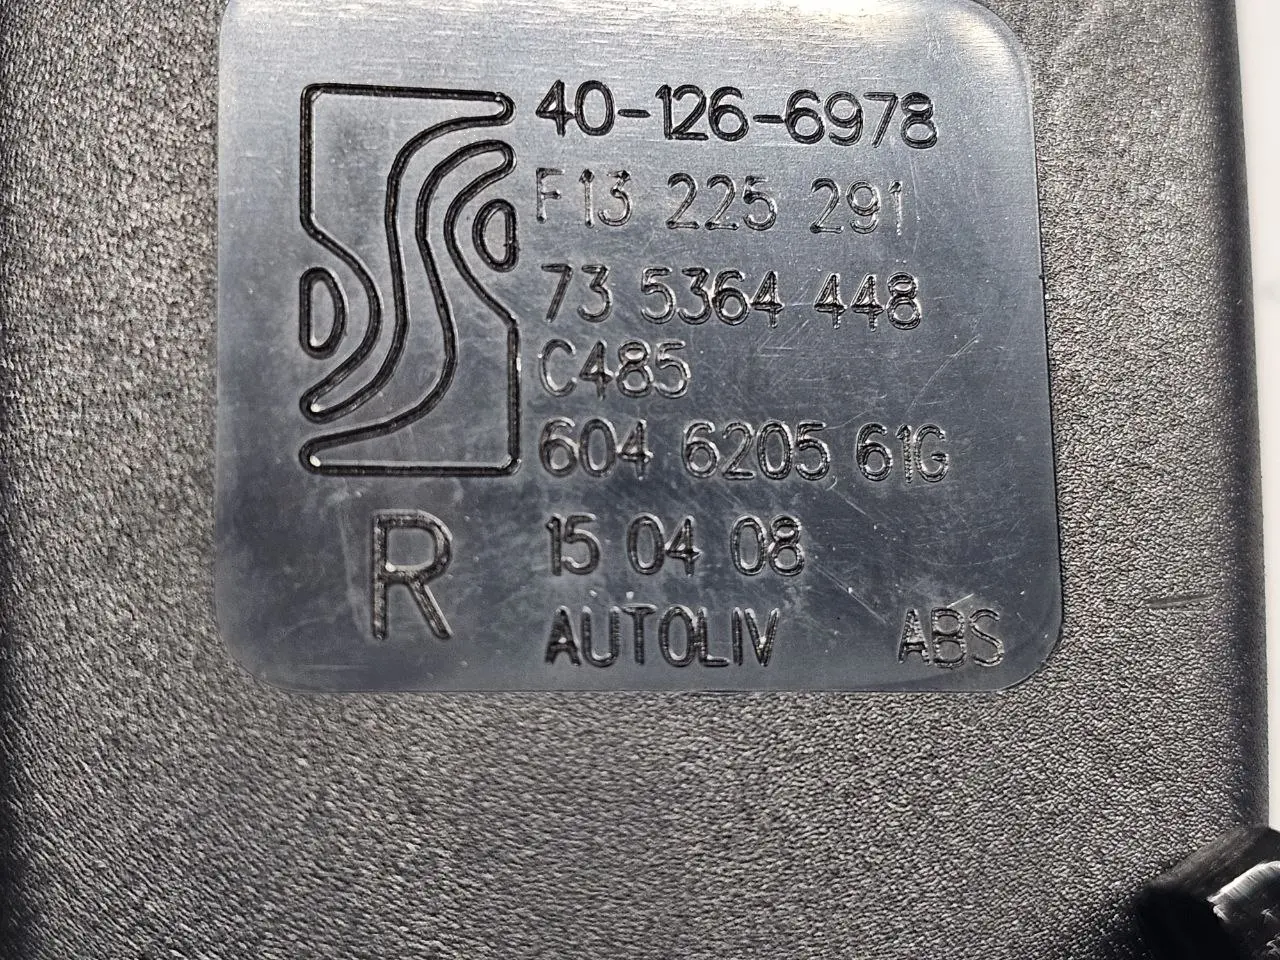 40-126-6978
F13 225 291
73 5364 448
C485
604 6205 61G
R 15 04 08
AUTOLIV ABS